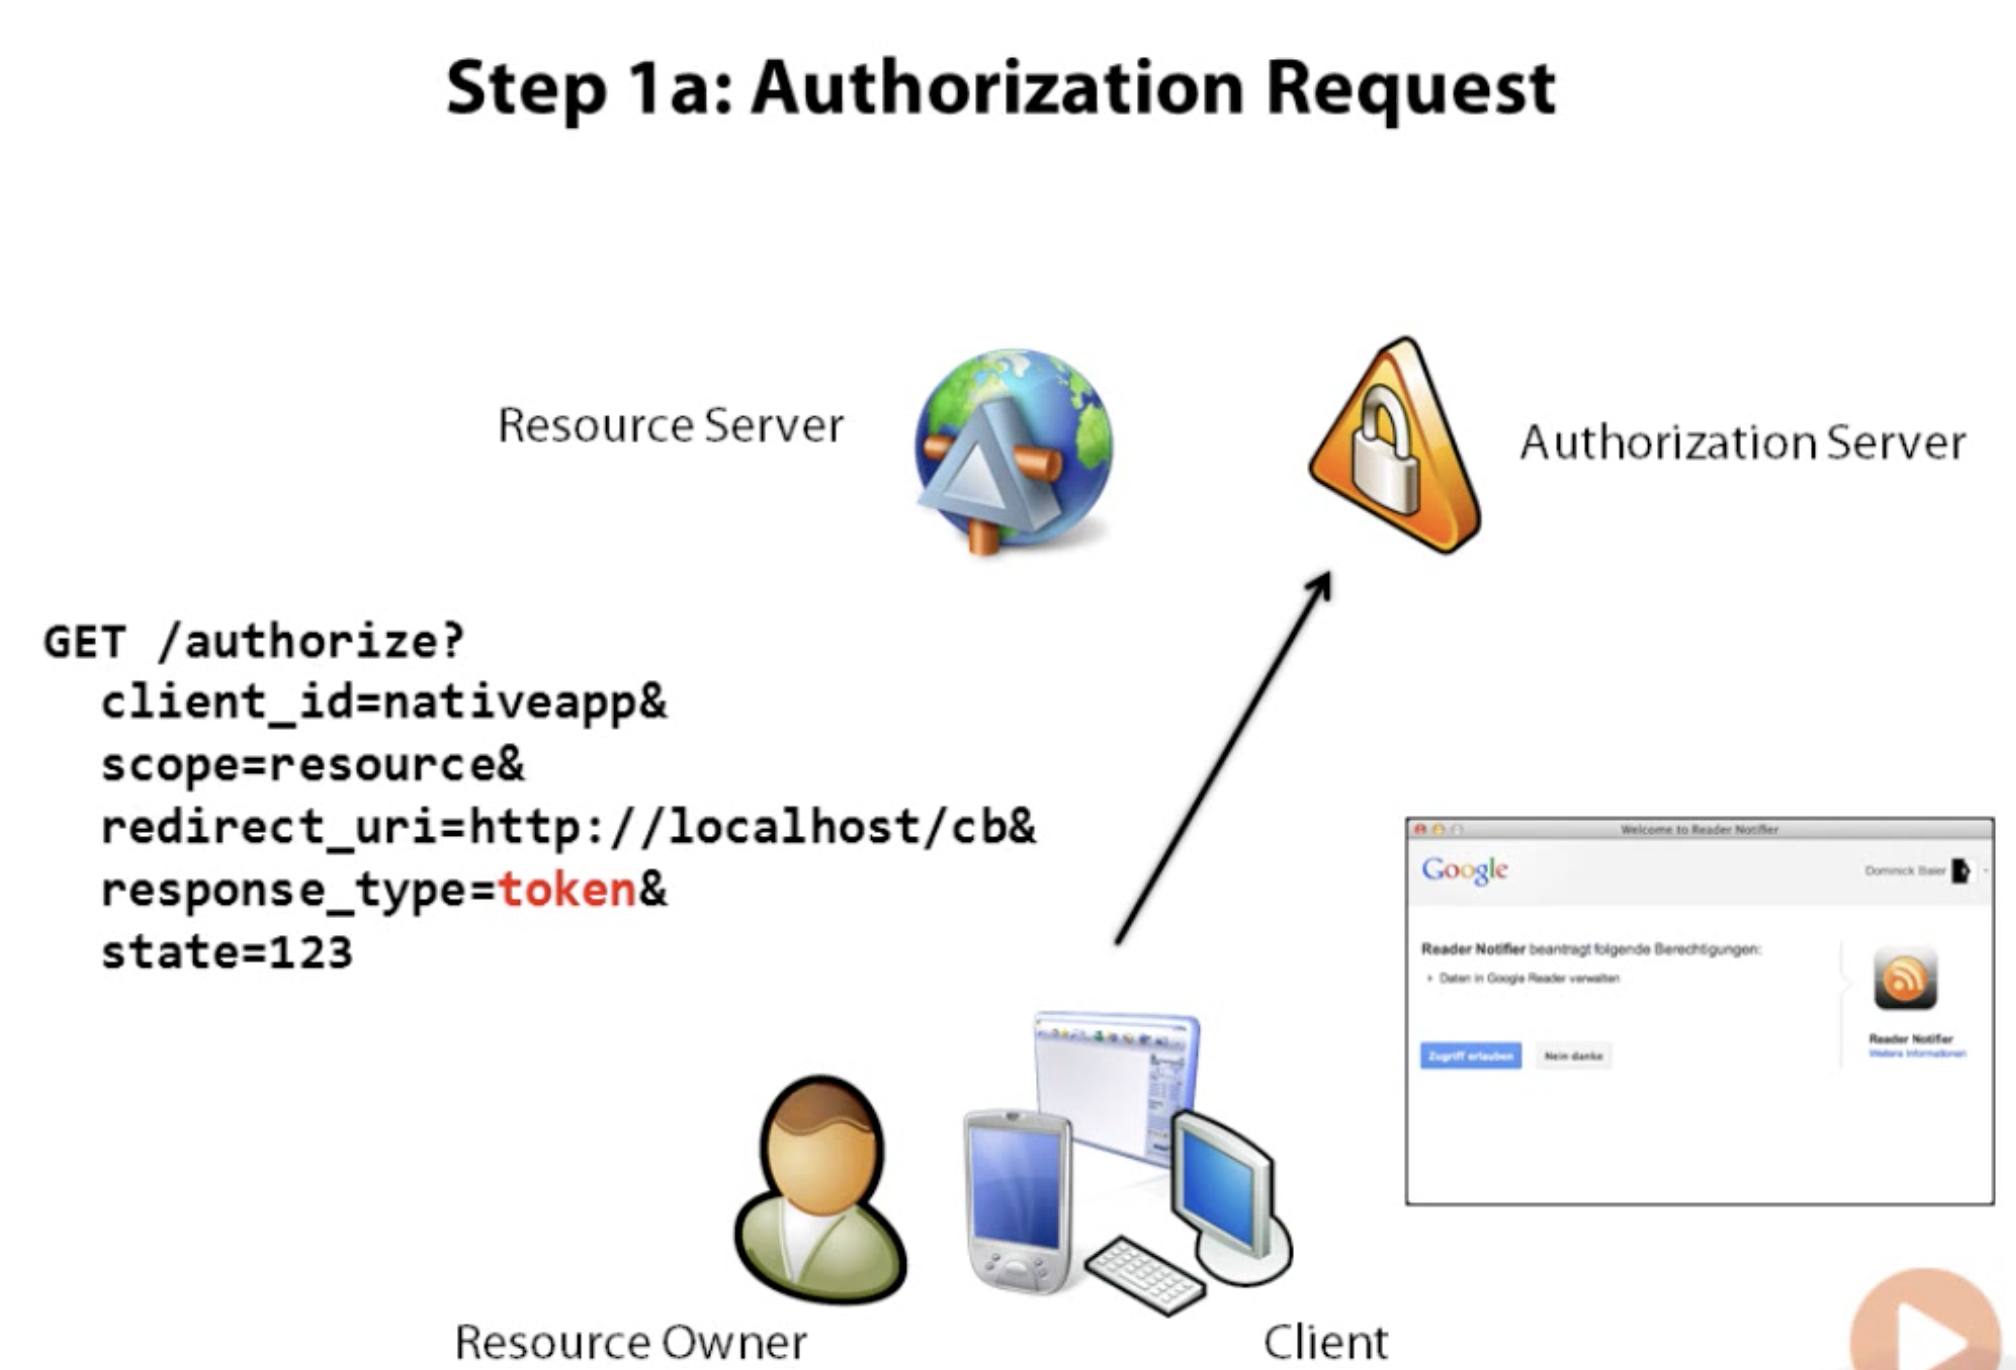 Step 1a: Authorization Request
Resource Server
Authorization Server
GET /authorize?
client_id=nativeapp&
scope=resource&
redirect_uri=http://localhost/cb&
response_type=token&
state=123
Welcome to Reader Notifier
Google
Dominick Baier
Reader Notifier beantragt folgende Berechtigungen:
Daten in Google Reader verwalten
Zugriff erlauben
Nein danke
Reader Notifier
Weitere Informationen
Resource Owner
Client